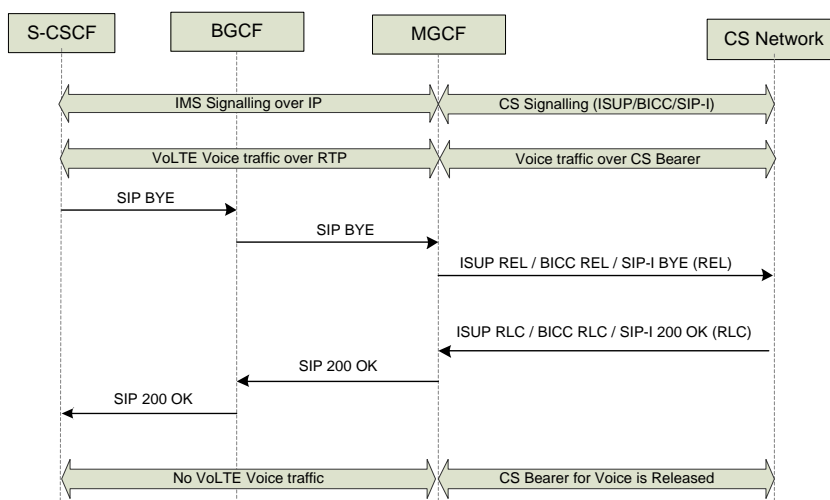 S-CSCF
BGCF
MGCF
CS Network
IMS Signalling over IP
CS Signalling (ISUP/BICC/SIP-I)
VoLTE Voice traffic over RTP
Voice traffic over CS Bearer
SIP BYE
SIP BYE
ISUP REL / BICC REL / SIP-I BYE (REL)
ISUP RLC / BICC RLC / SIP-I 200 OK (RLC)
SIP 200 OK
SIP 200 OK
No VoLTE Voice traffic
CS Bearer for Voice is Released